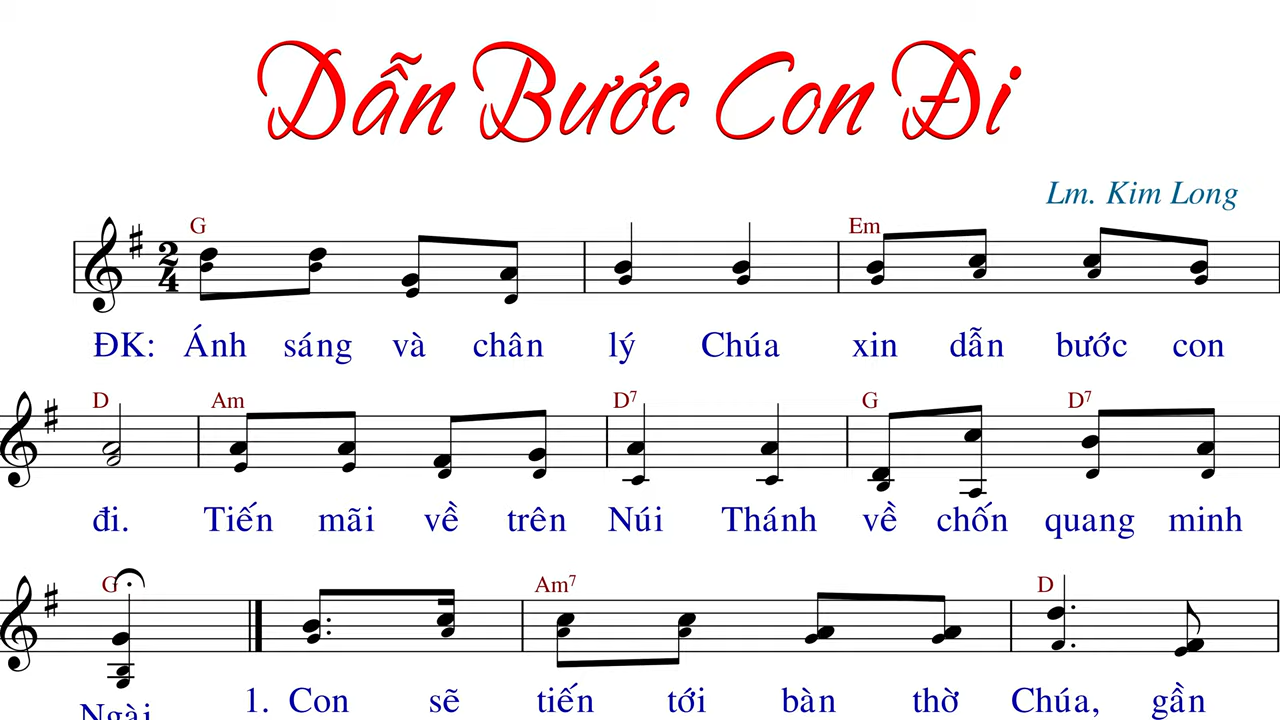 Dẫn Bước Con Đi
Lm. Kim Long
G Em
2 4
ĐK: Ánh sáng và chân lý Chúa xin dẫn bước con
D Am D7 G D7
đi. Tiến mãi về trên Núi Thánh về chốn quang minh
G Am7 D
Ngài 1. Con sẽ tiến tới bàn thờ Chúa, gần